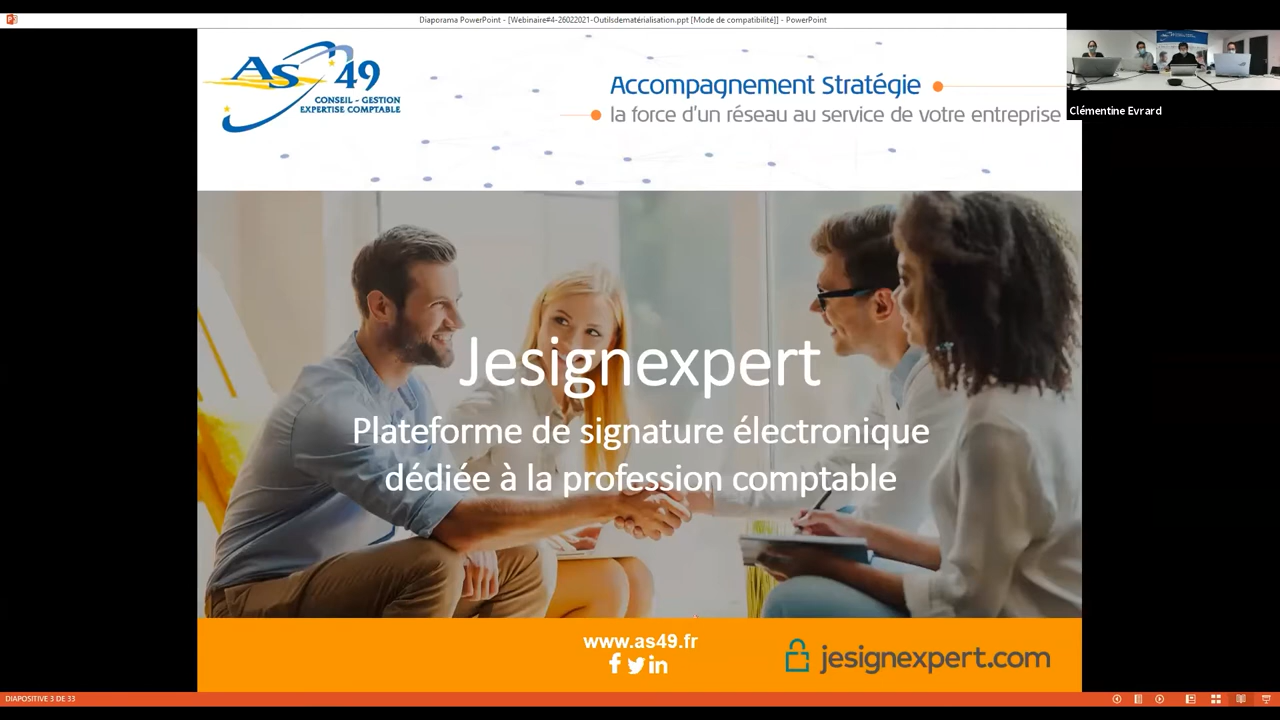 Diaporama PowerPoint - [Webinaire#4-26022021-Outilsdematérialisation.ppt [Mode de compatibilité]] - PowerPoint
As 49
CONSEIL - GESTION
EXPERTISE COMPTABLE
Accompagnement Stratégie
la force d'un réseau au service de votre entreprise
Clémentine Evrard
Jesignexpert
Plateforme de signature électronique
dédiée à la profession comptable
www.as49.fr
jesignexpert.com
DIAPOSITIVE 3 DE 33